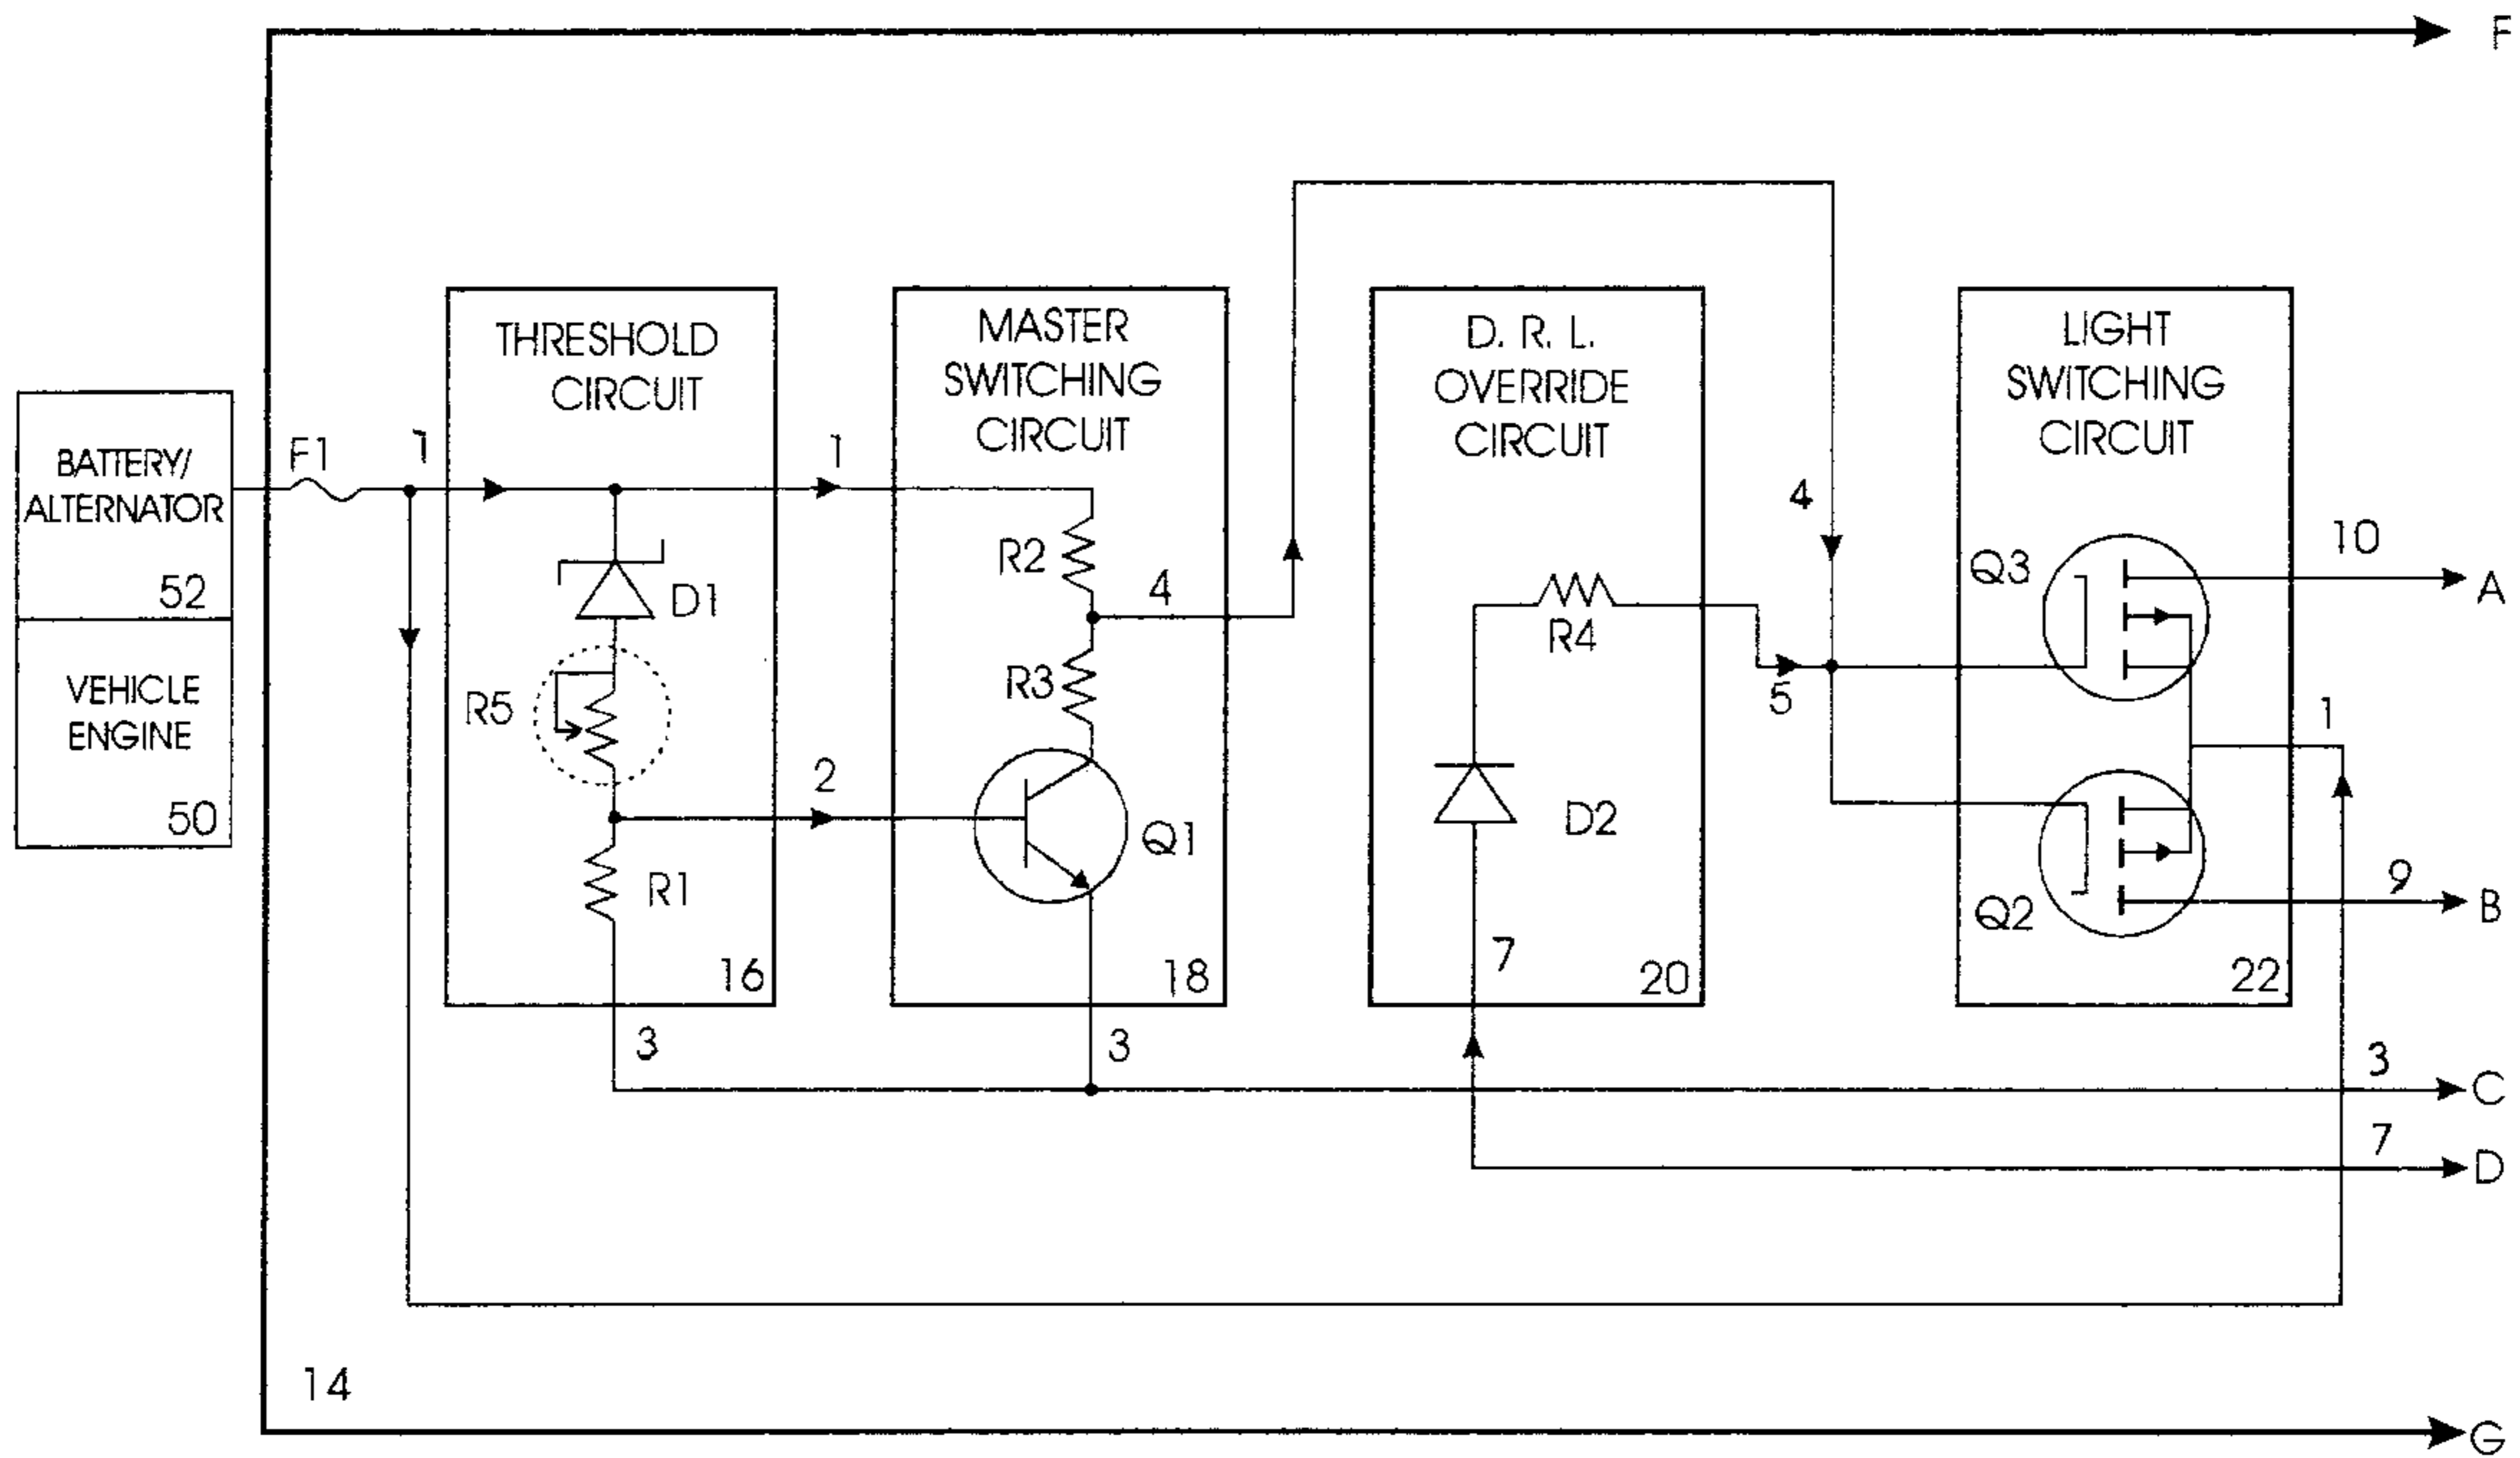 F
THRESHOLD
CIRCUIT
MASTER
SWITCHING
CIRCUIT
D. R. L.
OVERRIDE
CIRCUIT
LIGHT
SWITCHING
CIRCUIT
BATTERY/
ALTERNATOR
52
VEHICLE
ENGINE
50
F1
1
1
D1
R5
2
R1
16
3
R2
4
R3
Q1
18
3
R4
D2
7
20
4
5
Q3
Q2
22
10
A
1
9
B
3
C
7
D
14
G